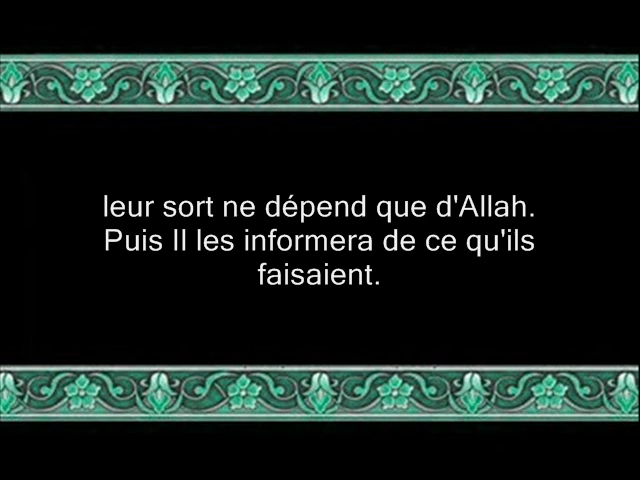 leur sort ne dépend que d'Allah.
Puis Il les informera de ce qu'ils
faisaient.